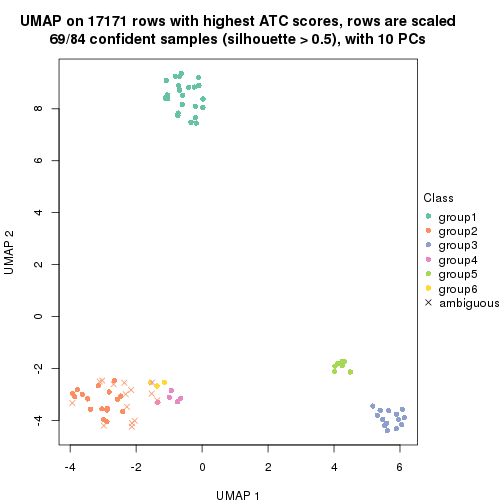 UMAP on 17171 rows with highest ATC scores, rows are scaled
69/84 confident samples (silhouette > 0.5), with 10 PCs
8
6
4
2
0
-2
-4
UMAP 2
-4
-2
0
2
4
6
UMAP 1
Class
group1
group2
group3
group4
group5
group6
ambiguous